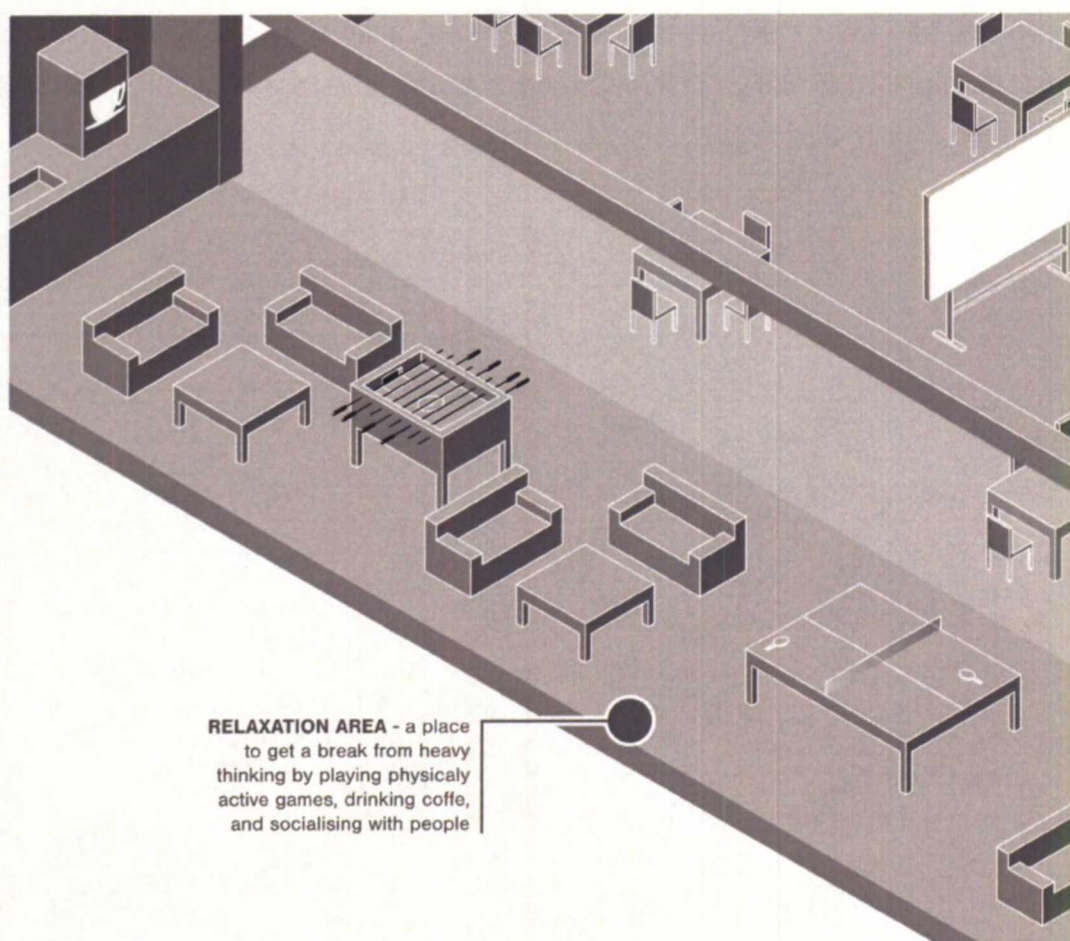 RELAXATION AREA - a place
to get a break from heavy
thinking by playing physicaly
active games, drinking coffe,
and socialising with people